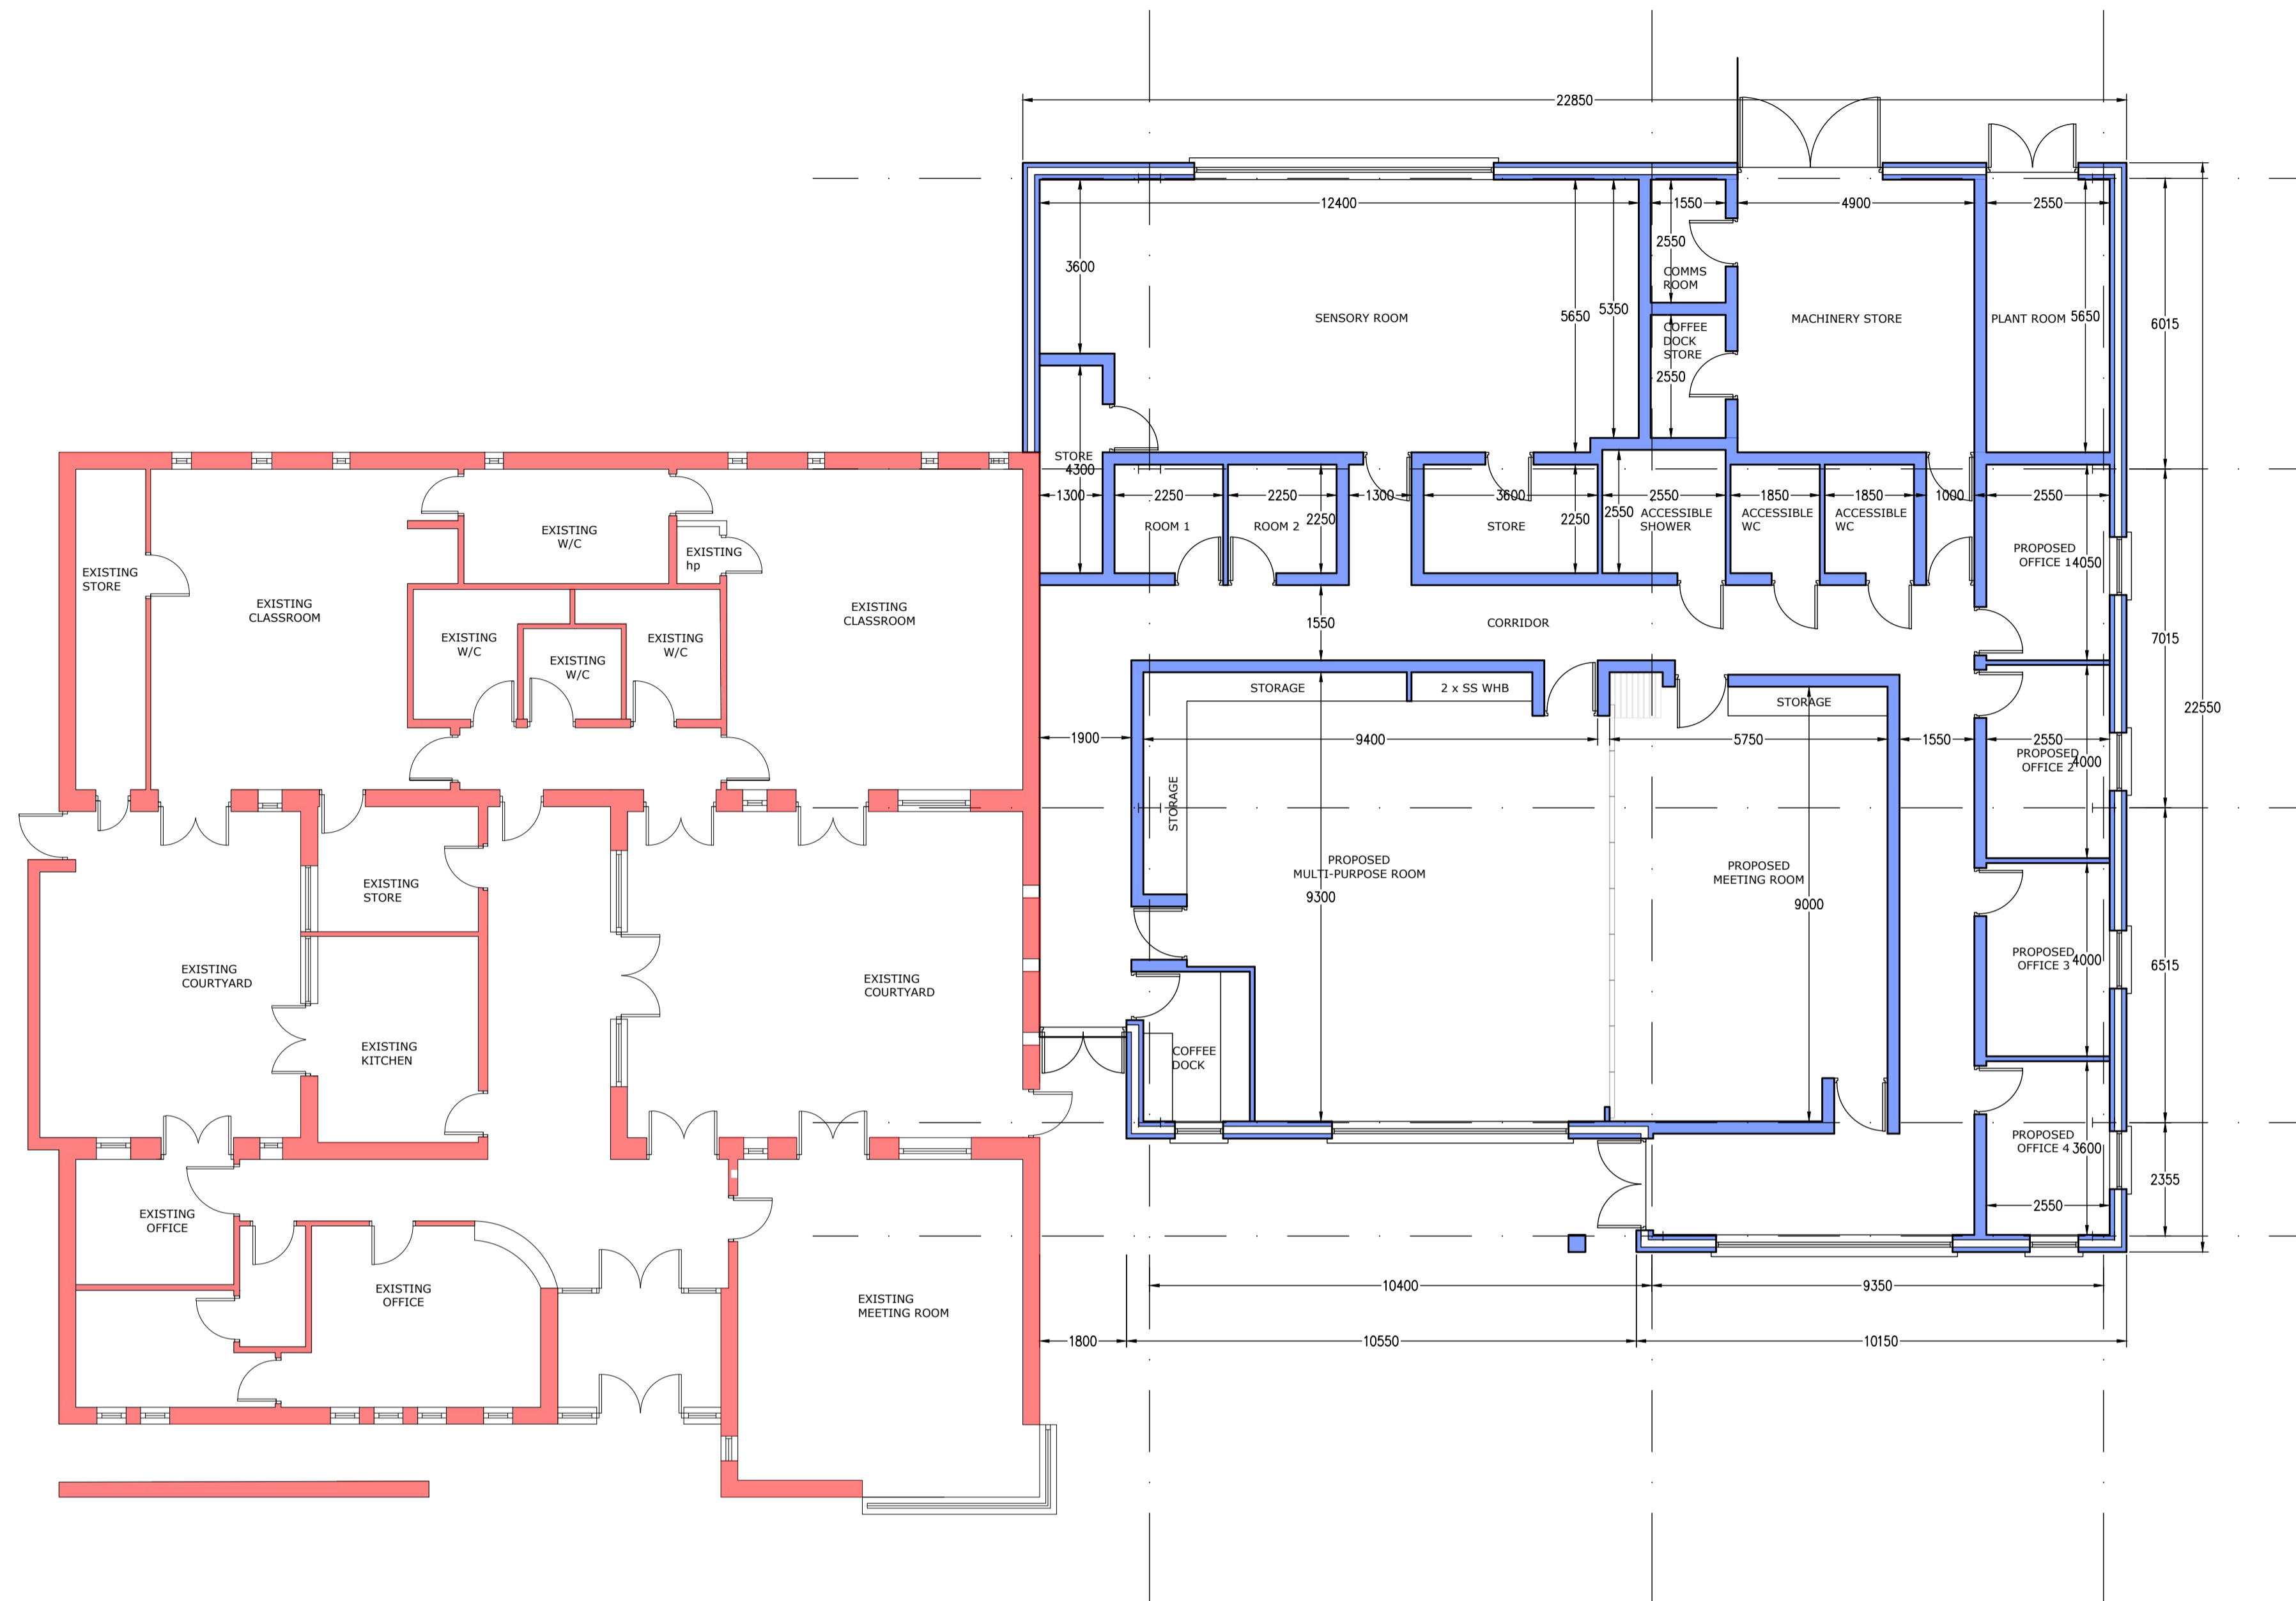 22850
12400
1550
4900
2550
3600
2550
COMMS
ROOM
SENSORY ROOM
5650
5350
MACHINERY STORE
PLANT ROOM
5650
6015
COFFEE
DOCK
STORE
2550
STORE
4300
1300
2250
2250
1300
3600
2550
1850
1850
1000
2550
ROOM 1
ROOM 2
2250
STORE
2250
2550
ACCESSIBLE
SHOWER
ACCESSIBLE
WC
ACCESSIBLE
WC
PROPOSED
OFFICE 1
4050
EXISTING
W/C
EXISTING
hp
EXISTING
STORE
EXISTING
CLASSROOM
EXISTING
CLASSROOM
EXISTING
W/C
EXISTING
W/C
EXISTING
W/C
1550
CORRIDOR
7015
22550
STORAGE
2 x SS WHB
STORAGE
1900
9400
5750
1550
2550
PROPOSED
OFFICE 2
4000
STORAGE
PROPOSED
MULTI-PURPOSE ROOM
9300
PROPOSED
MEETING ROOM
9000
EXISTING
STORE
EXISTING
COURTYARD
EXISTING
COURTYARD
PROPOSED
OFFICE 3
4000
6515
EXISTING
KITCHEN
COFFEE
DOCK
PROPOSED
OFFICE 4
3600
2355
2550
EXISTING
OFFICE
EXISTING
OFFICE
EXISTING
MEETING ROOM
10400
9350
1800
10550
10150